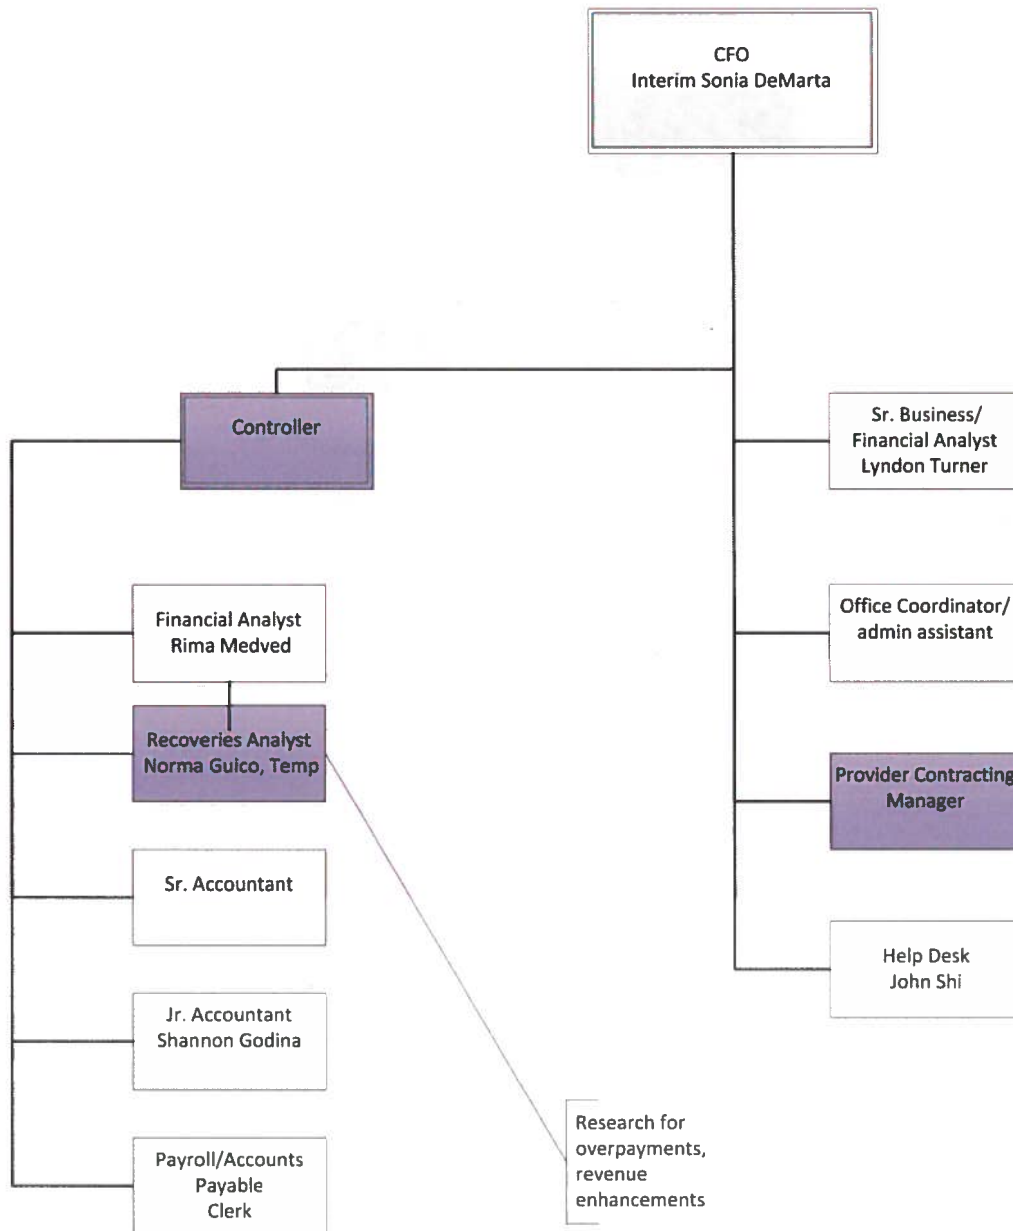 CFO
Interim Sonia DeMarta
Controller
Sr. Business/
Financial Analyst
Lyndon Turner
Financial Analyst
Rima Medved
Office Coordinator/
admin assistant
Recoveries Analyst
Norma Guico, Temp
Provider Contracting
Manager
Sr. Accountant
Help Desk
John Shi
Jr. Accountant
Shannon Godina
Research for
overpayments,
revenue
enhancements
Payroll/Accounts
Payable
Clerk